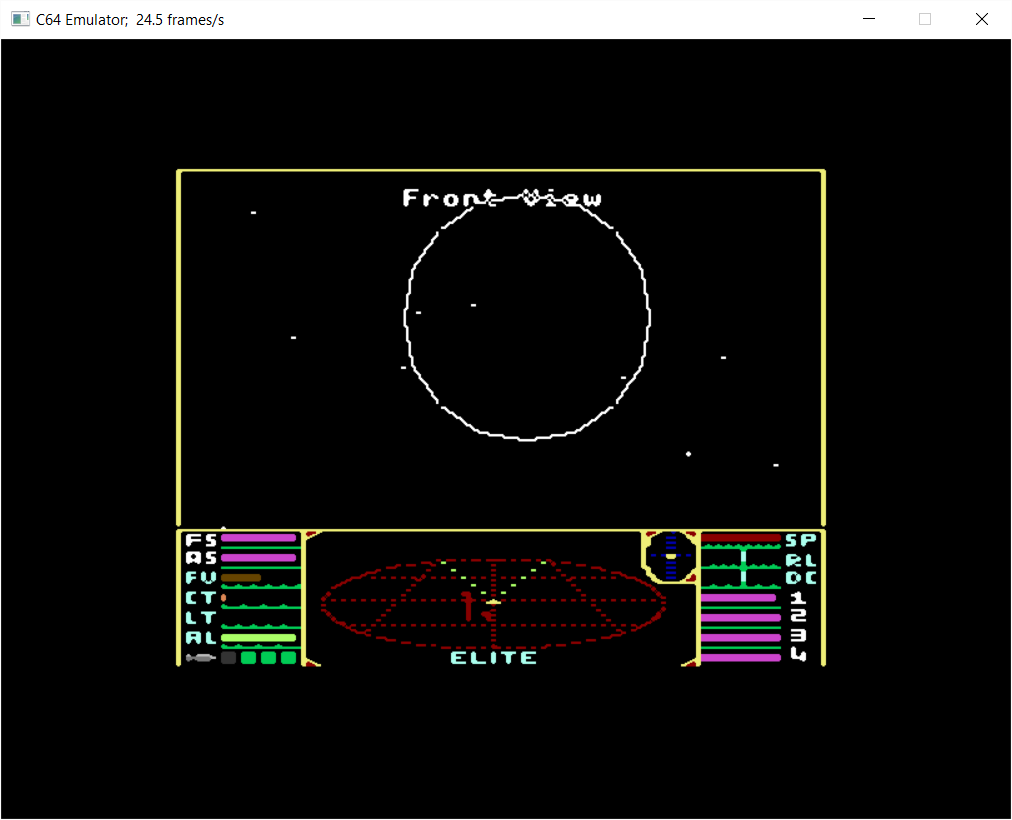 C64 Emulator;  24.5 frames/s
Front View
FS
AS
FV
CT
LT
AL
ELITE
SP
RL
DC
1
2
3
4